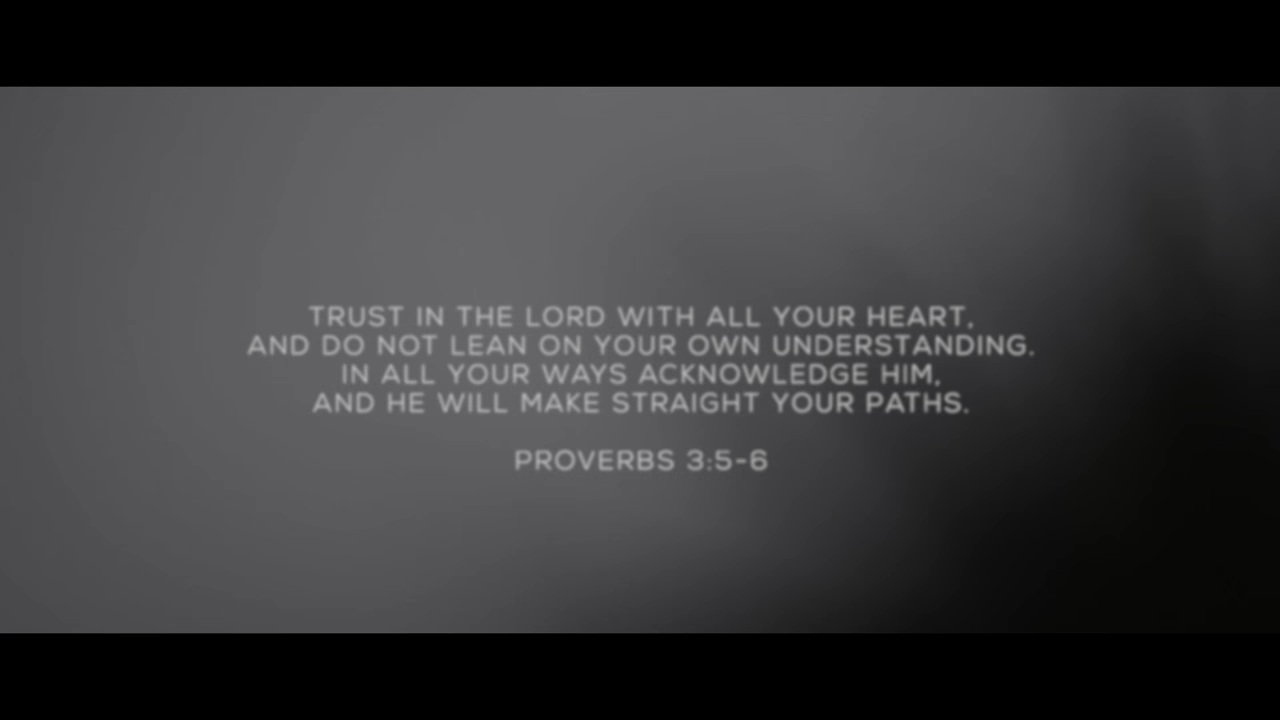 TRUST IN THE LORD WITH ALL YOUR HEART,
AND DO NOT LEAN ON YOUR OWN UNDERSTANDING.
IN ALL YOUR WAYS ACKNOWLEDGE HIM,
AND HE WILL MAKE STRAIGHT YOUR PATHS.
PROVERBS 3:5-6